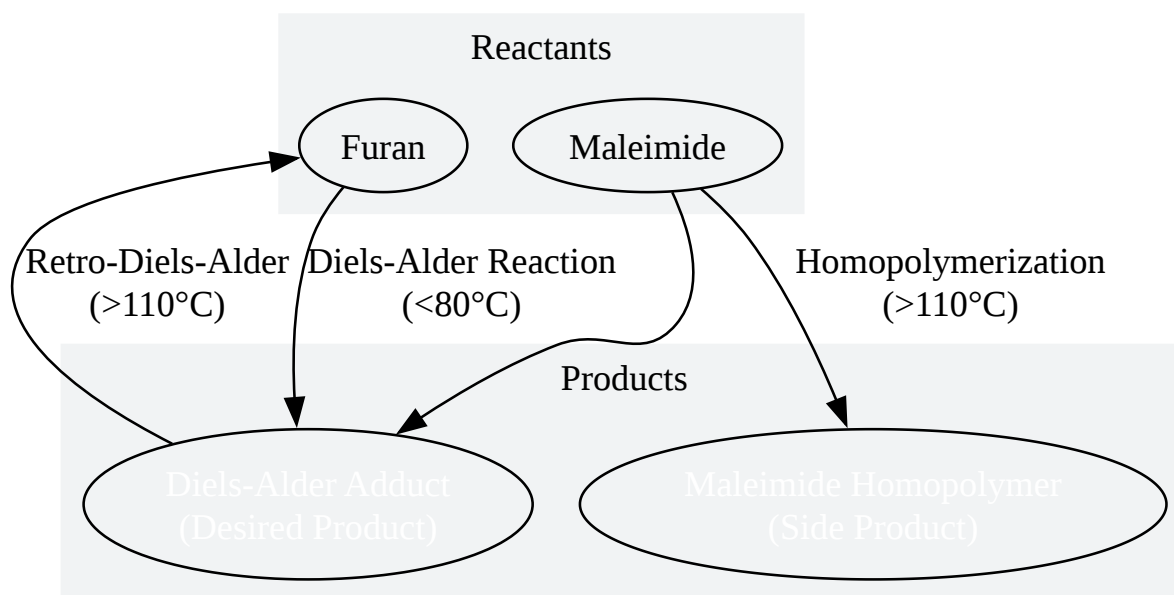 Reactants
Furan
Maleimide
Retro-Diels-Alder
(>110°C)
Diels-Alder Reaction
(<80°C)
Homopolymerization
(>110°C)
Products
Diels-Alder Adduct
(Desired Product)
Maleimide Homopolymer
(Side Product)